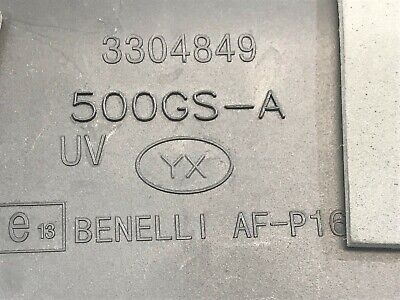 3304849
500GS-A
UV YX
e13 BENELLI AF-P16